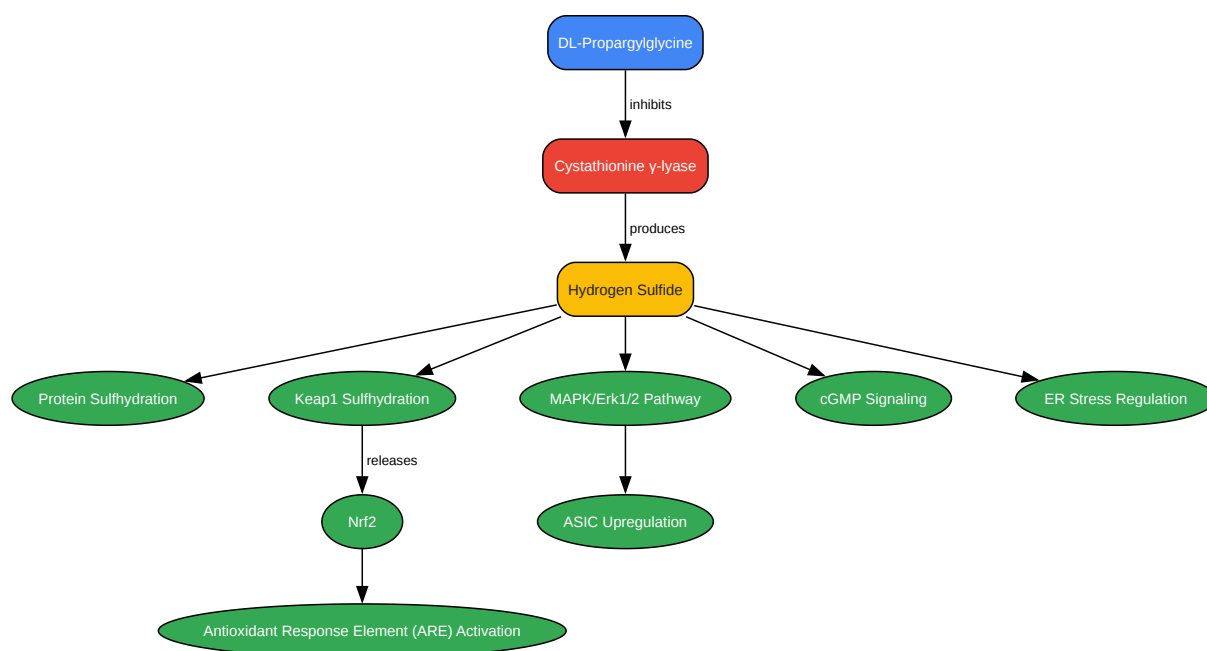 DL-Propargylglycine
inhibits
Cystathionine γ-lyase
produces
Hydrogen Sulfide
Protein Sulfhydration
Keap1 Sulfhydration
MAPK/Erk1/2 Pathway
cGMP Signaling
ER Stress Regulation
releases
Nrf2
ASIC Upregulation
Antioxidant Response Element (ARE) Activation